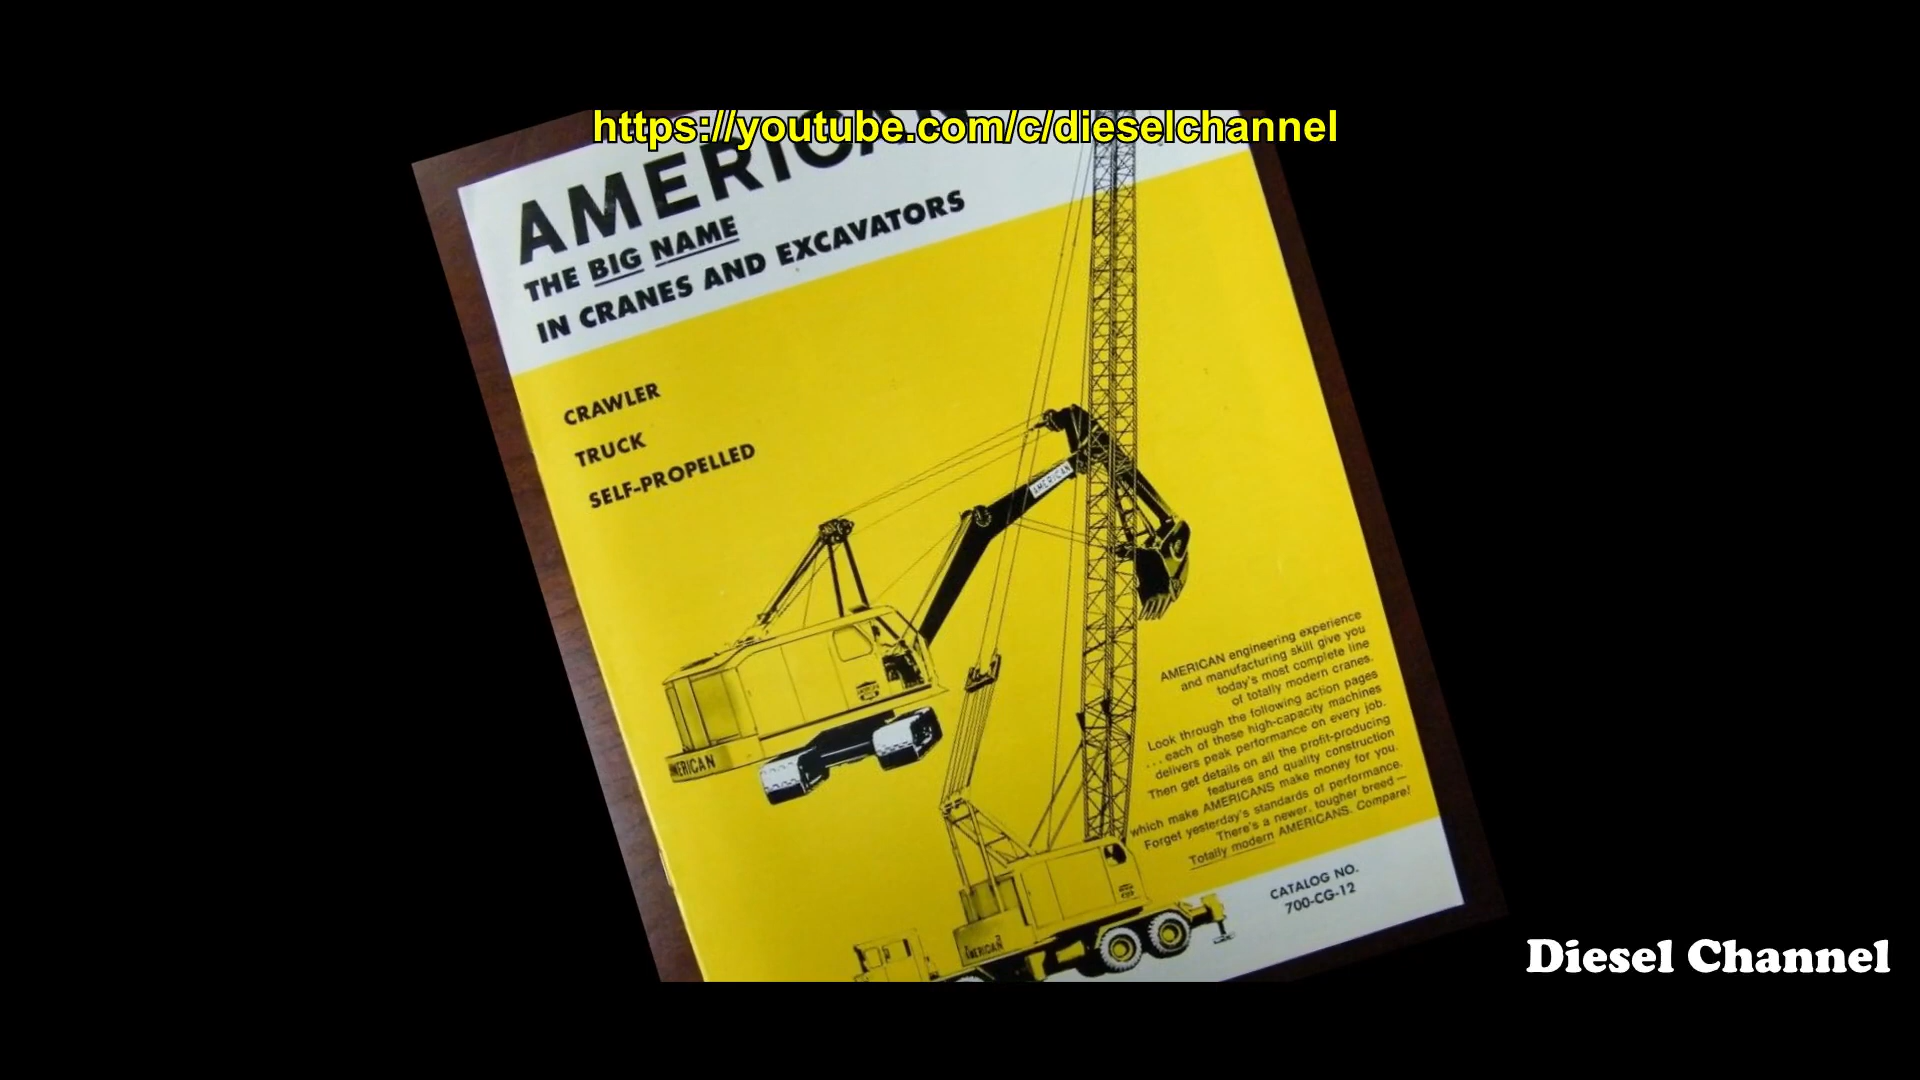 https://youtube.com/c/dieselchannel
AMERICAN
THE BIG NAME
IN CRANES AND EXCAVATORS
CRAWLER
TRUCK
SELF-PROPELLED
AMERICAN
AMERICAN
AMERICAN engineering experience
and manufacturing skill give you
today's most complete line
of totally modern cranes.
Look through the following action pages
... each of these high-capacity machines
delivers peak performance on every job.
Then get details on all the profit-producing
features and quality construction
which make AMERICANS make money for you.
Forget yesterday's standards of performance.
There's a newer, tougher breed —
Totally modern AMERICANS. Compare!
AMERICAN
CATALOG NO.
700-CG-12
Diesel Channel